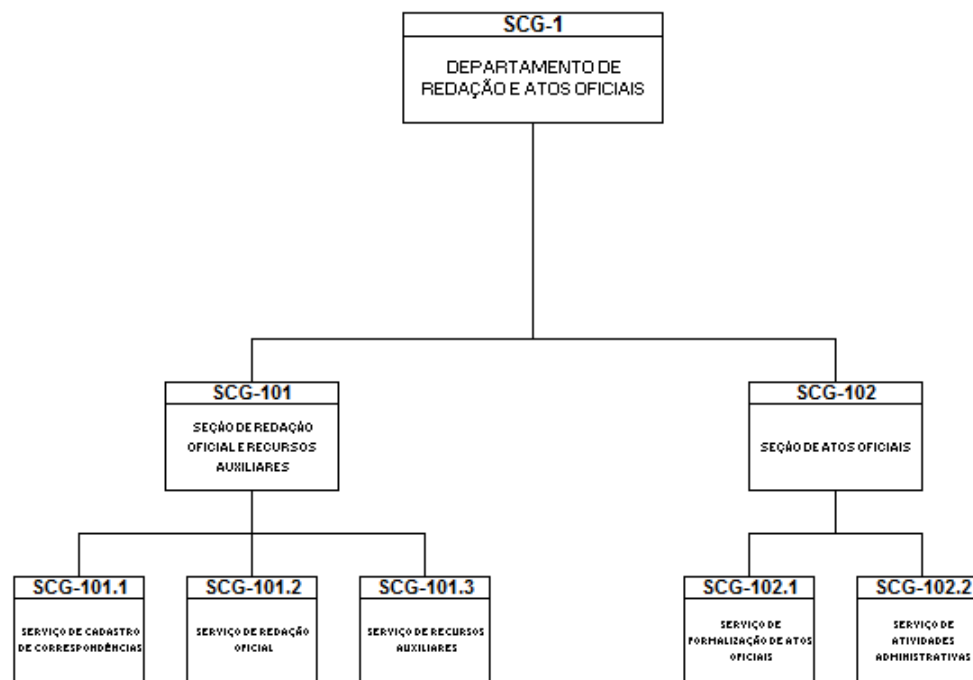 SCG-1
DEPARTAMENTO DE
REDAÇÃO E ATOS OFICIAIS
SCG-101
SEÇÃO DE REDAÇÃO
OFICIAL E RECURSOS
AUXILIARES
SCG-102
SEÇÃO DE ATOS OFICIAIS
SCG-101.1
SERVIÇO DE CADASTRO
DE CORRESPONDÊNCIAS
SCG-101.2
SERVIÇO DE REDAÇÃO
OFICIAL
SCG-101.3
SERVIÇO DE RECURSOS
AUXILIARES
SCG-102.1
SERVIÇO DE
FORMALIZAÇÃO DE ATOS
OFICIAIS
SCG-102.2
SERVIÇO DE
ATIVIDADES
ADMINISTRATIVAS